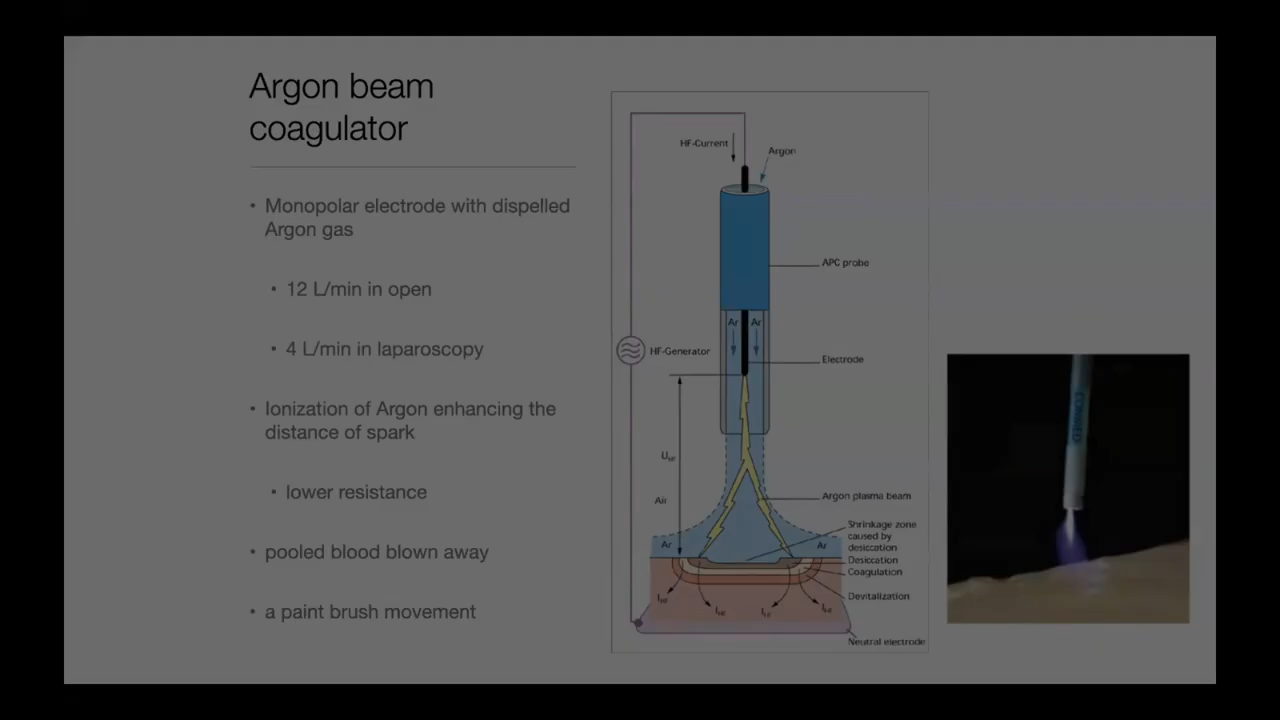 Argon beam
coagulator
• Monopolar electrode with dispelled
Argon gas
• 12 L/min in open
• 4 L/min in laparoscopy
• Ionization of Argon enhancing the
distance of spark
• lower resistance
• pooled blood blown away
• a paint brush movement
HF-Current
Argon
APC probe
Ar Ar
HF-Generator
Electrode
Air
Argon plasma beam
Shrinkage zone
caused by
desiccation
Ar
Ar
Desiccation
Coagulation
Devitalization
Neutral electrode
CONMED